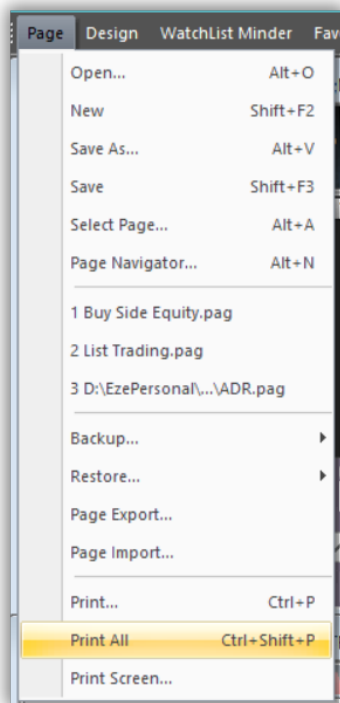 Page Design WatchList Minder Fav
Open... Alt+O
New Shift+F2
Save As... Alt+V
Save Shift+F3
Select Page... Alt+A
Page Navigator... Alt+N
1 Buy Side Equity.pag
2 List Trading.pag
3 D:\EzePersonal\...\ADR.pag
Backup...
Restore...
Page Export...
Page Import...
Print... Ctrl+P
Print All Ctrl+Shift+P
Print Screen...